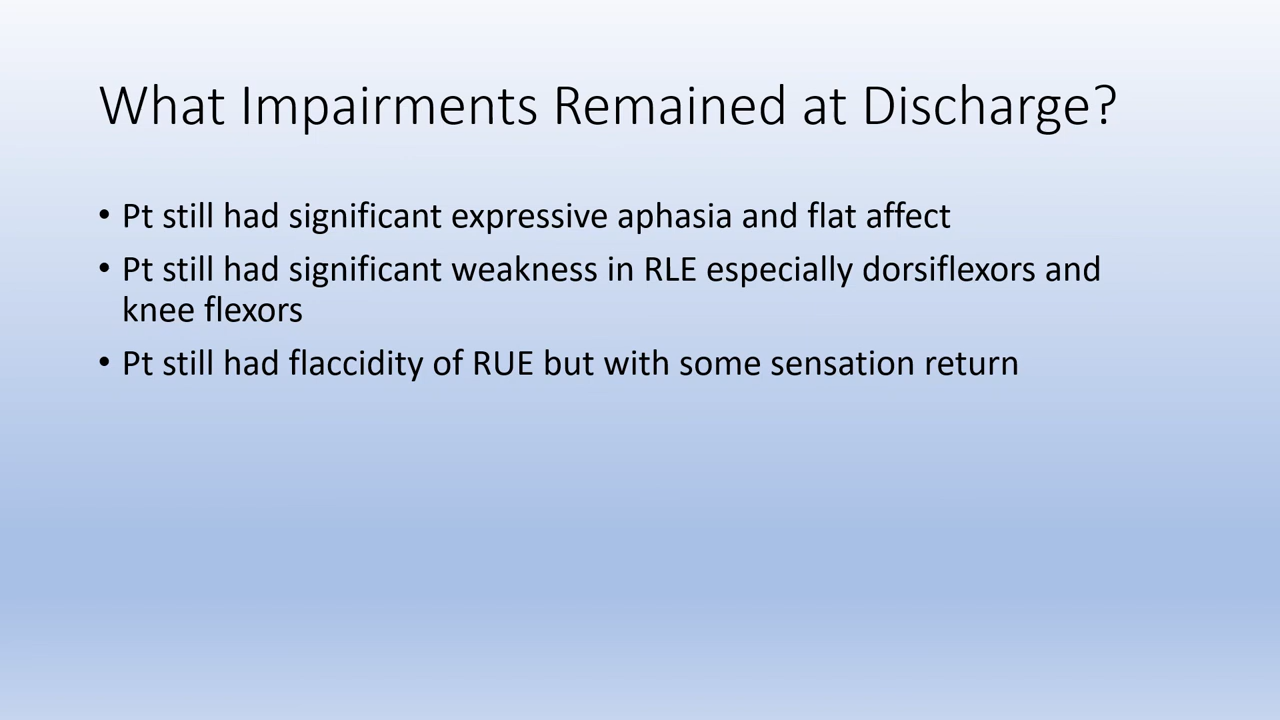 What Impairments Remained at Discharge?
• Pt still had significant expressive aphasia and flat affect
• Pt still had significant weakness in RLE especially dorsiflexors and
knee flexors
• Pt still had flaccidity of RUE but with some sensation return